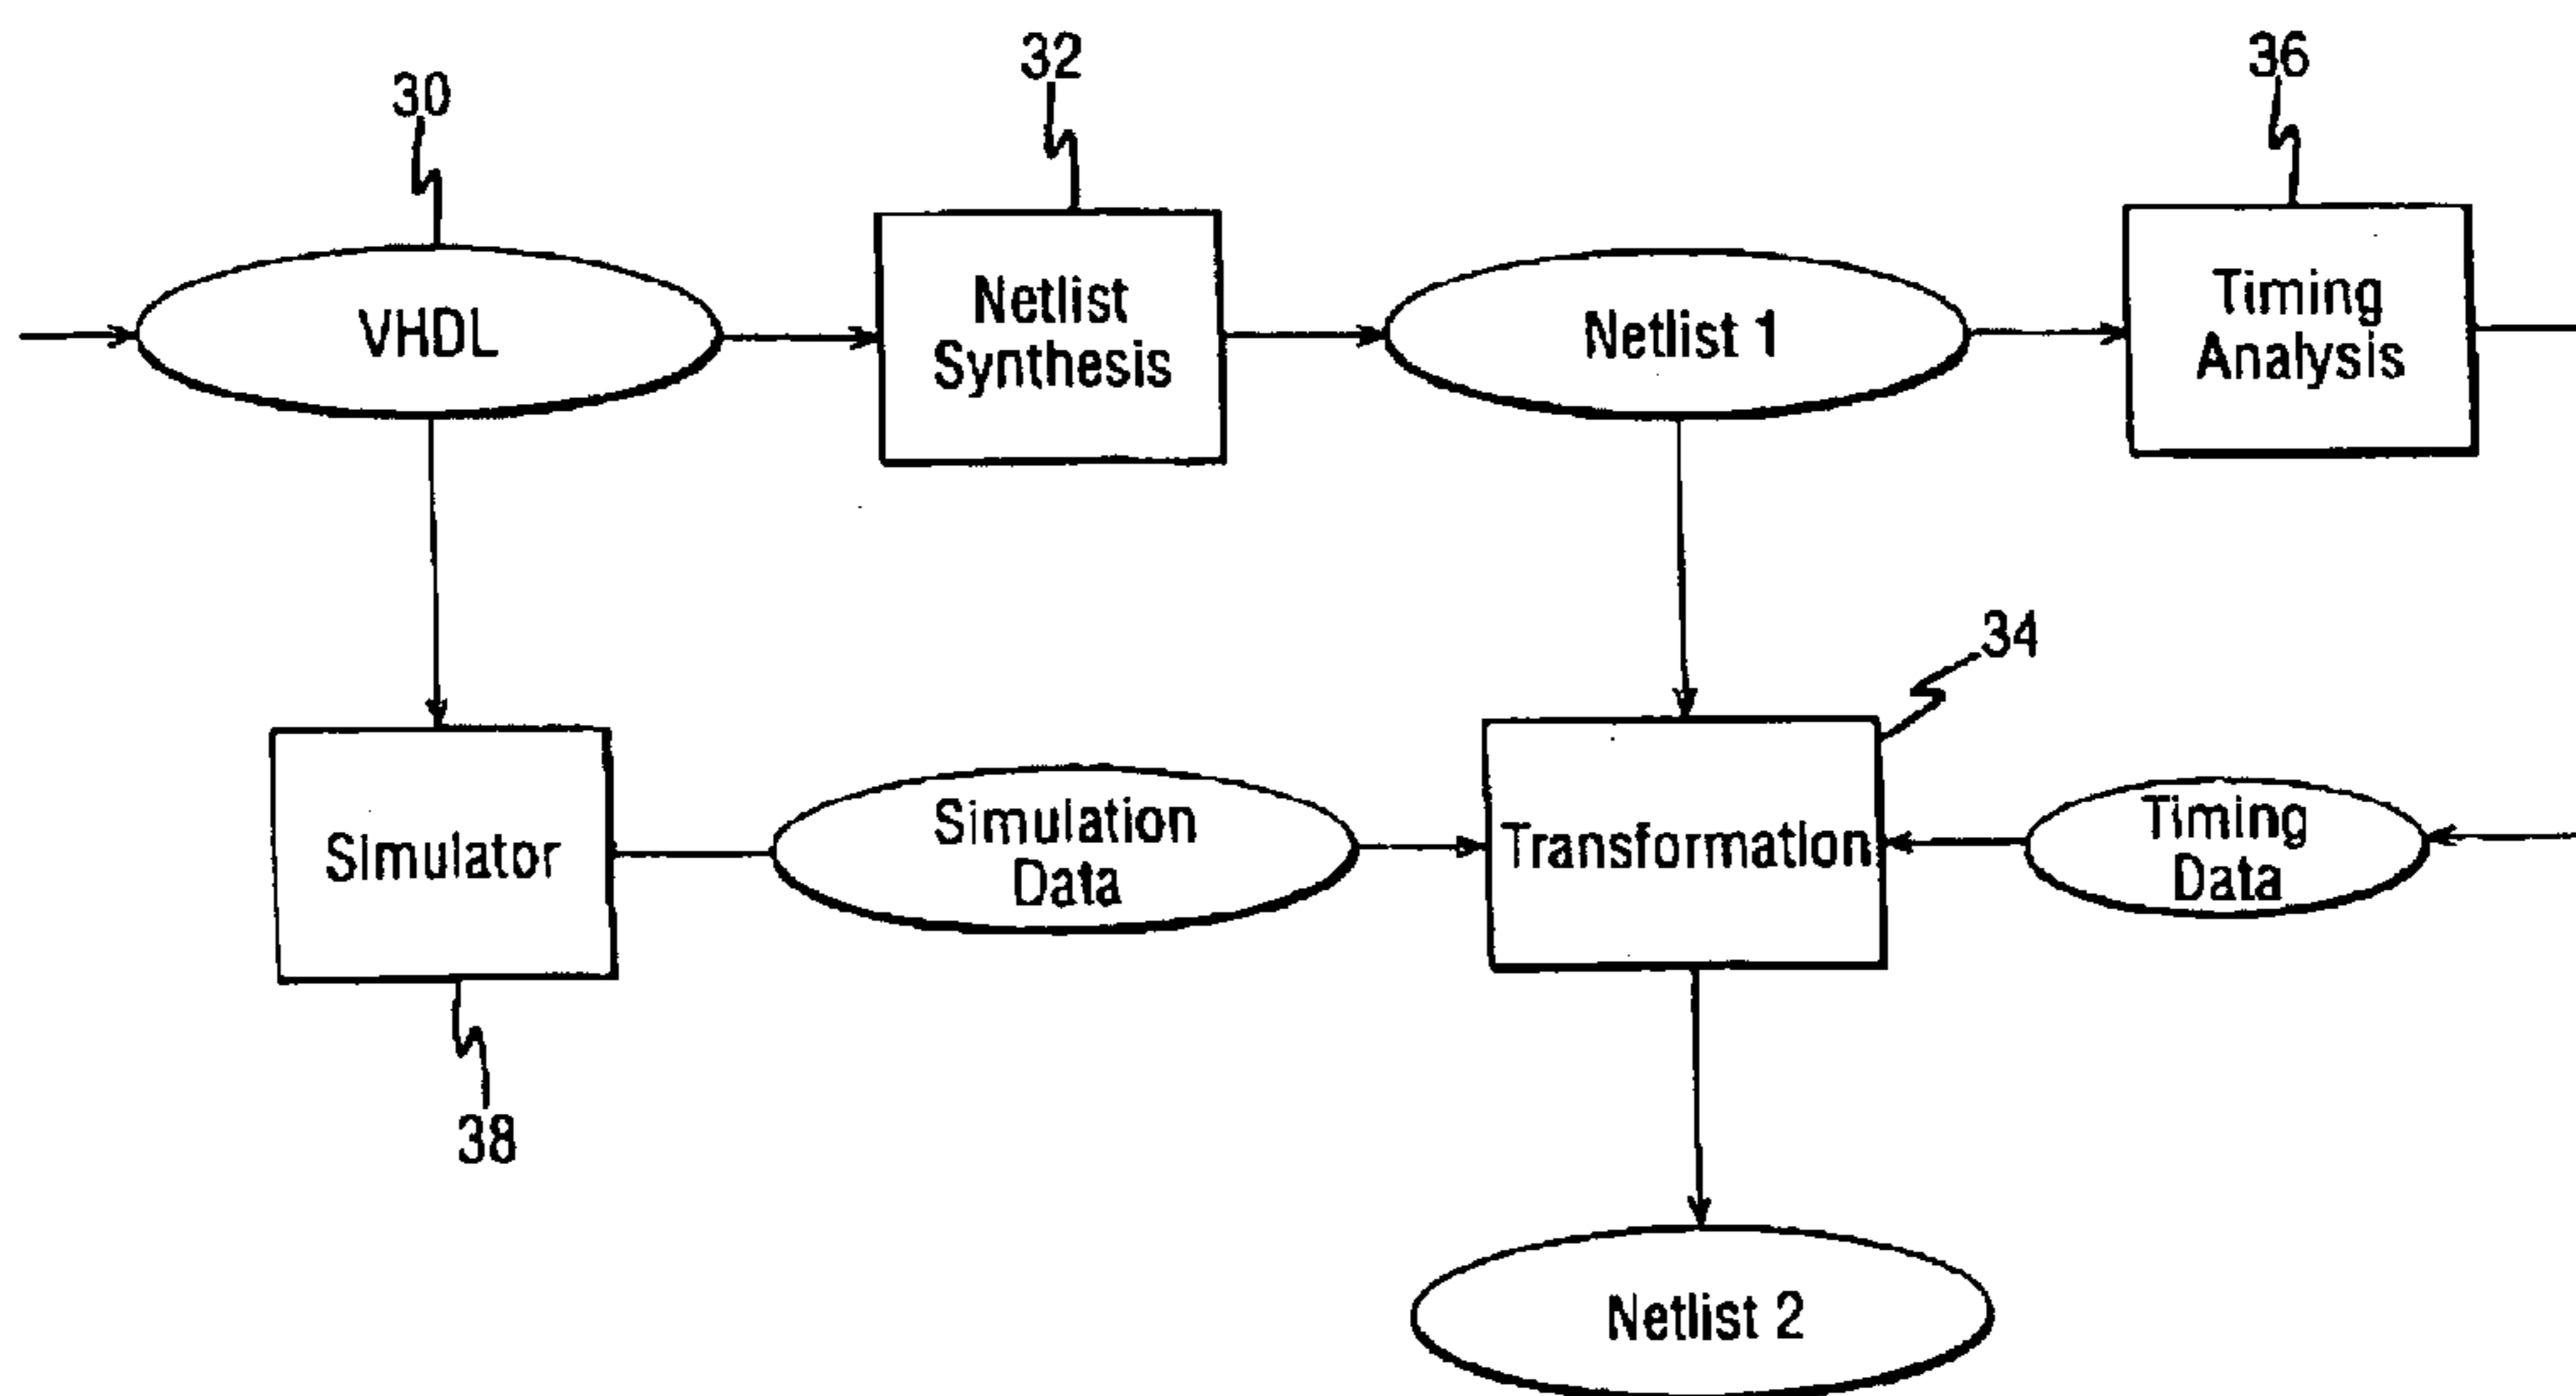 32
36
30
VHDL
Netlist
Synthesis
Netlist 1
Timing
Analysis
34
Simulator
Simulation
Data
Transformation
Timing
Data
38
Netlist 2